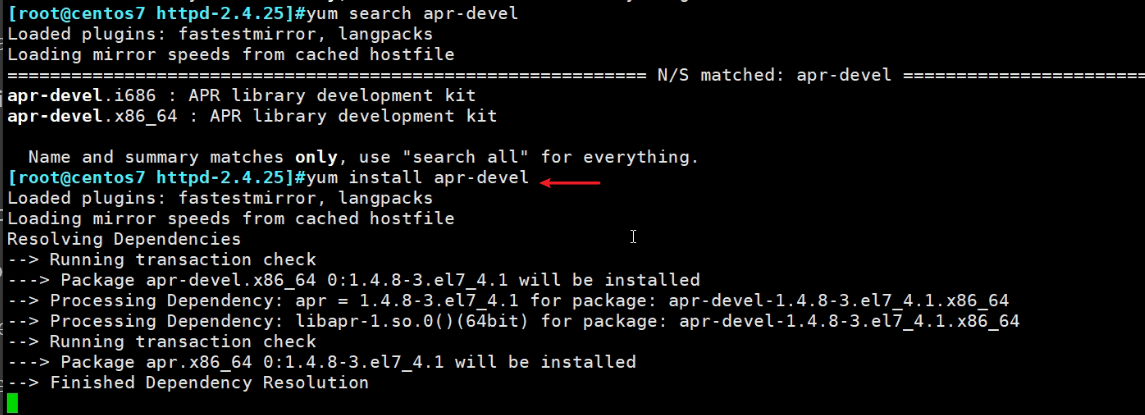 [root@centos7 httpd-2.4.25]#yum search apr-devel
Loaded plugins: fastestmirror, langpacks
Loading mirror speeds from cached hostfile
============================================================ N/S matched: apr-devel =======================
apr-devel.i686 : APR library development kit
apr-devel.x86_64 : APR library development kit
Name and summary matches only, use "search all" for everything.
[root@centos7 httpd-2.4.25]#yum install apr-devel
Loaded plugins: fastestmirror, langpacks
Loading mirror speeds from cached hostfile
Resolving Dependencies
--> Running transaction check
---> Package apr-devel.x86_64 0:1.4.8-3.el7_4.1 will be installed
--> Processing Dependency: apr = 1.4.8-3.el7_4.1 for package: apr-devel-1.4.8-3.el7_4.1.x86_64
--> Processing Dependency: libapr-1.so.0()(64bit) for package: apr-devel-1.4.8-3.el7_4.1.x86_64
--> Running transaction check
---> Package apr.x86_64 0:1.4.8-3.el7_4.1 will be installed
--> Finished Dependency Resolution